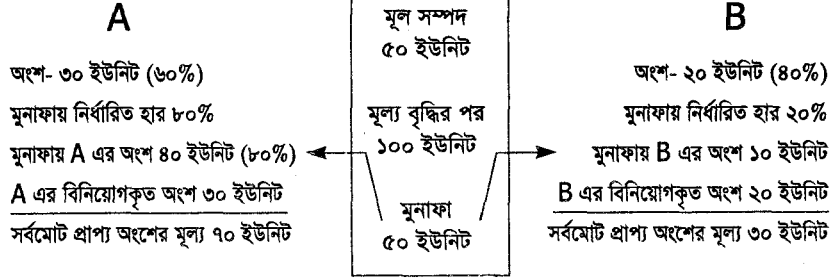 A
অংশ- ৩০ ইউনিট (৬০%)
মুনাফায় নির্ধারিত হার ৮০%
মুনাফায় A এর অংশ ৪০ ইউনিট (৮০%)
A এর বিনিয়োগকৃত অংশ ৩০ ইউনিট
সর্বমোট প্রাপ্য অংশের মূল্য ৭০ ইউনিট
মূল সম্পদ
৫০ ইউনিট
মূল্য বৃদ্ধির পর
১০০ ইউনিট
মুনাফা
৫০ ইউনিট
B
অংশ- ২০ ইউনিট (৪০%)
মুনাফায় নির্ধারিত হার ২০%
মুনাফায় B এর অংশ ১০ ইউনিট
B এর বিনিয়োগকৃত অংশ ২০ ইউনিট
সর্বমোট প্রাপ্য অংশের মূল্য ৩০ ইউনিট